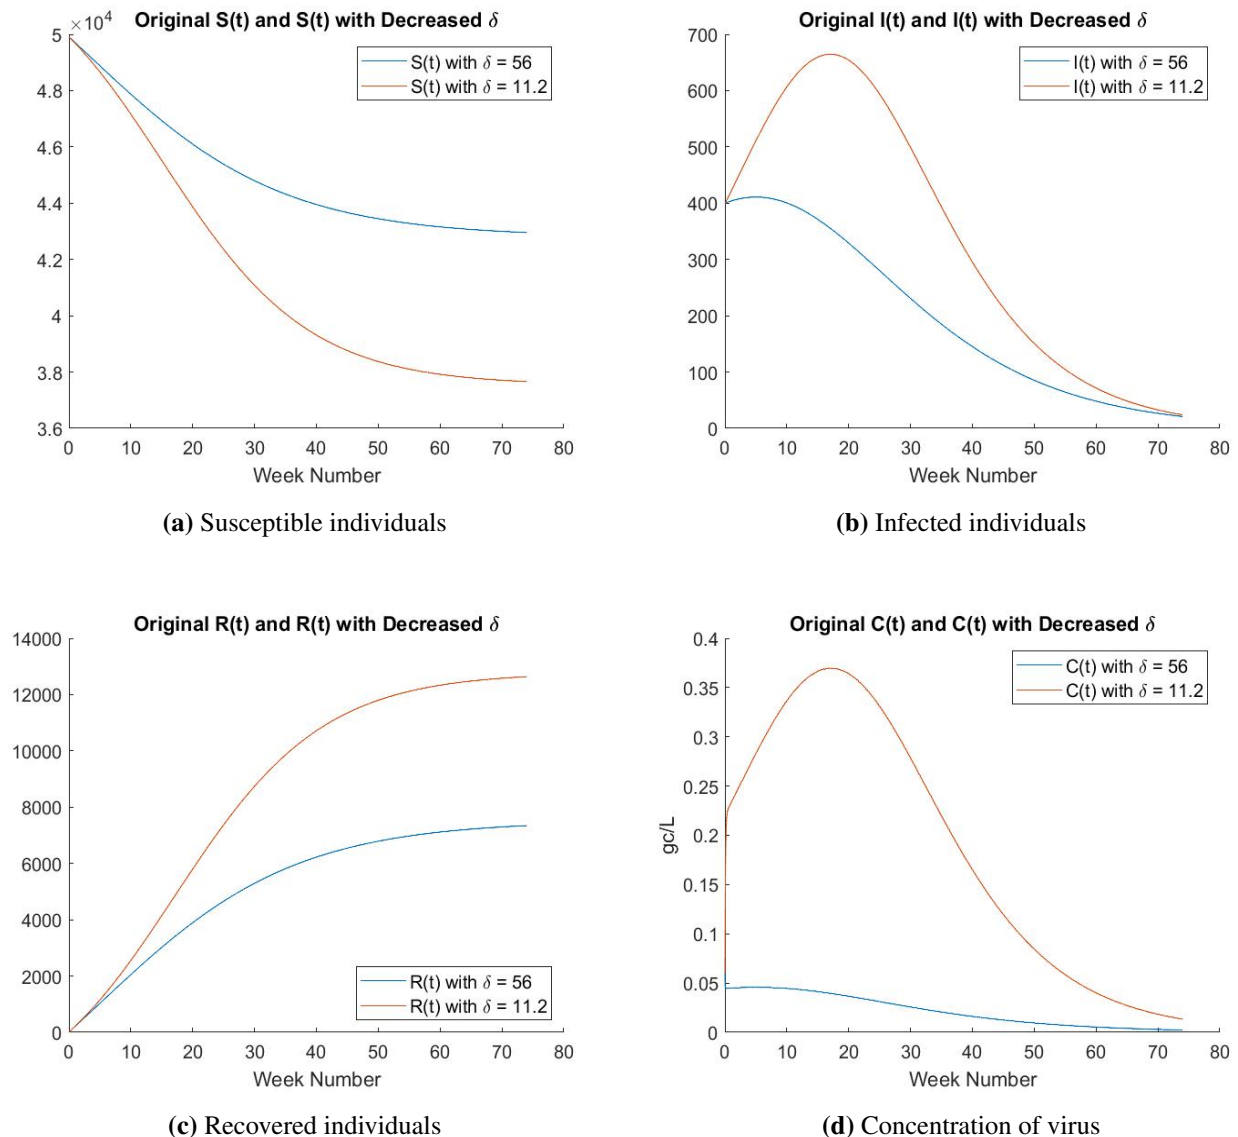 Original S(t) and S(t) with Decreased δ
×10⁴
5
4.8
4.6
4.4
4.2
4
3.8
3.6
S(t) with δ = 56
S(t) with δ = 11.2
0 10 20 30 40 50 60 70 80
Week Number
(a) Susceptible individuals
Original I(t) and I(t) with Decreased δ
700
600
500
400
300
200
100
0
I(t) with δ = 56
I(t) with δ = 11.2
0 10 20 30 40 50 60 70 80
Week Number
(b) Infected individuals
Original R(t) and R(t) with Decreased δ
14000
12000
10000
8000
6000
4000
2000
0
R(t) with δ = 56
R(t) with δ = 11.2
0 10 20 30 40 50 60 70 80
Week Number
(c) Recovered individuals
Original C(t) and C(t) with Decreased δ
0.4
0.35
0.3
0.25
0.2
0.15
0.1
0.05
0
gc/L
C(t) with δ = 56
C(t) with δ = 11.2
0 10 20 30 40 50 60 70 80
Week Number
(d) Concentration of virus